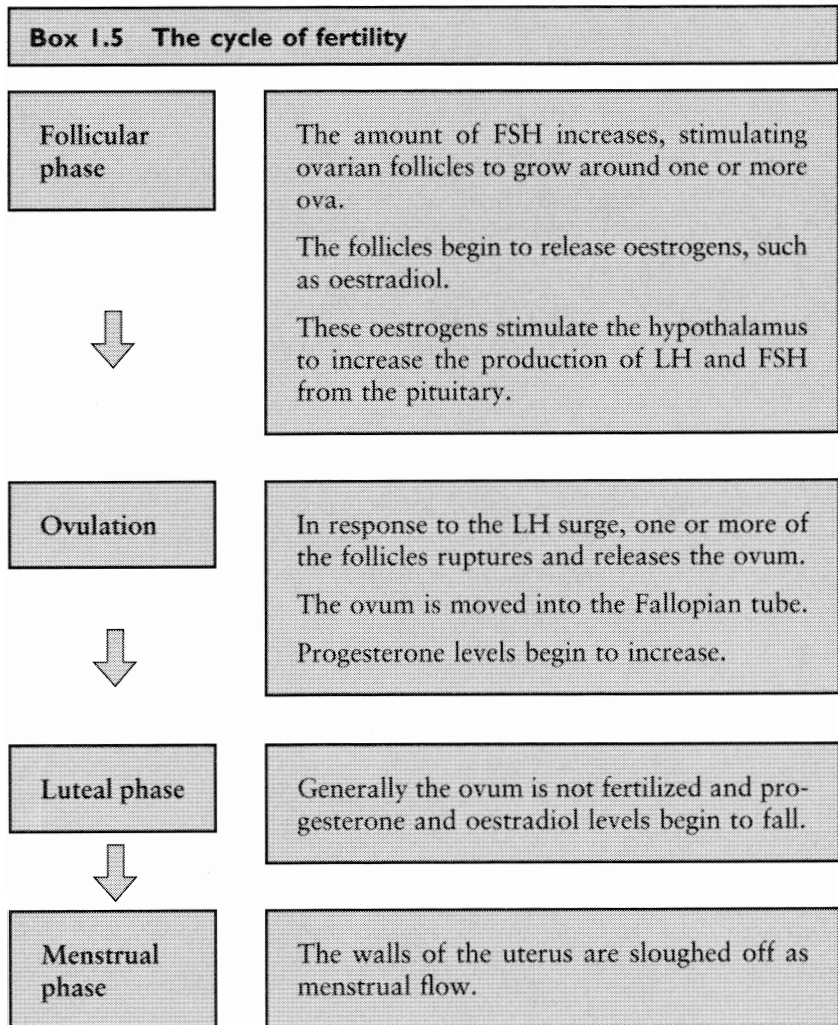 Box 1.5 The cycle of fertility
Follicular
phase
The amount of FSH increases, stimulating
ovarian follicles to grow around one or more
ova.
The follicles begin to release oestrogens, such
as oestradiol.
These oestrogens stimulate the hypothalamus
to increase the production of LH and FSH
from the pituitary.
Ovulation
In response to the LH surge, one or more of
the follicles ruptures and releases the ovum.
The ovum is moved into the Fallopian tube.
Progesterone levels begin to increase.
Luteal phase
Generally the ovum is not fertilized and pro-
gesterone and oestradiol levels begin to fall.
Menstrual
phase
The walls of the uterus are sloughed off as
menstrual flow.